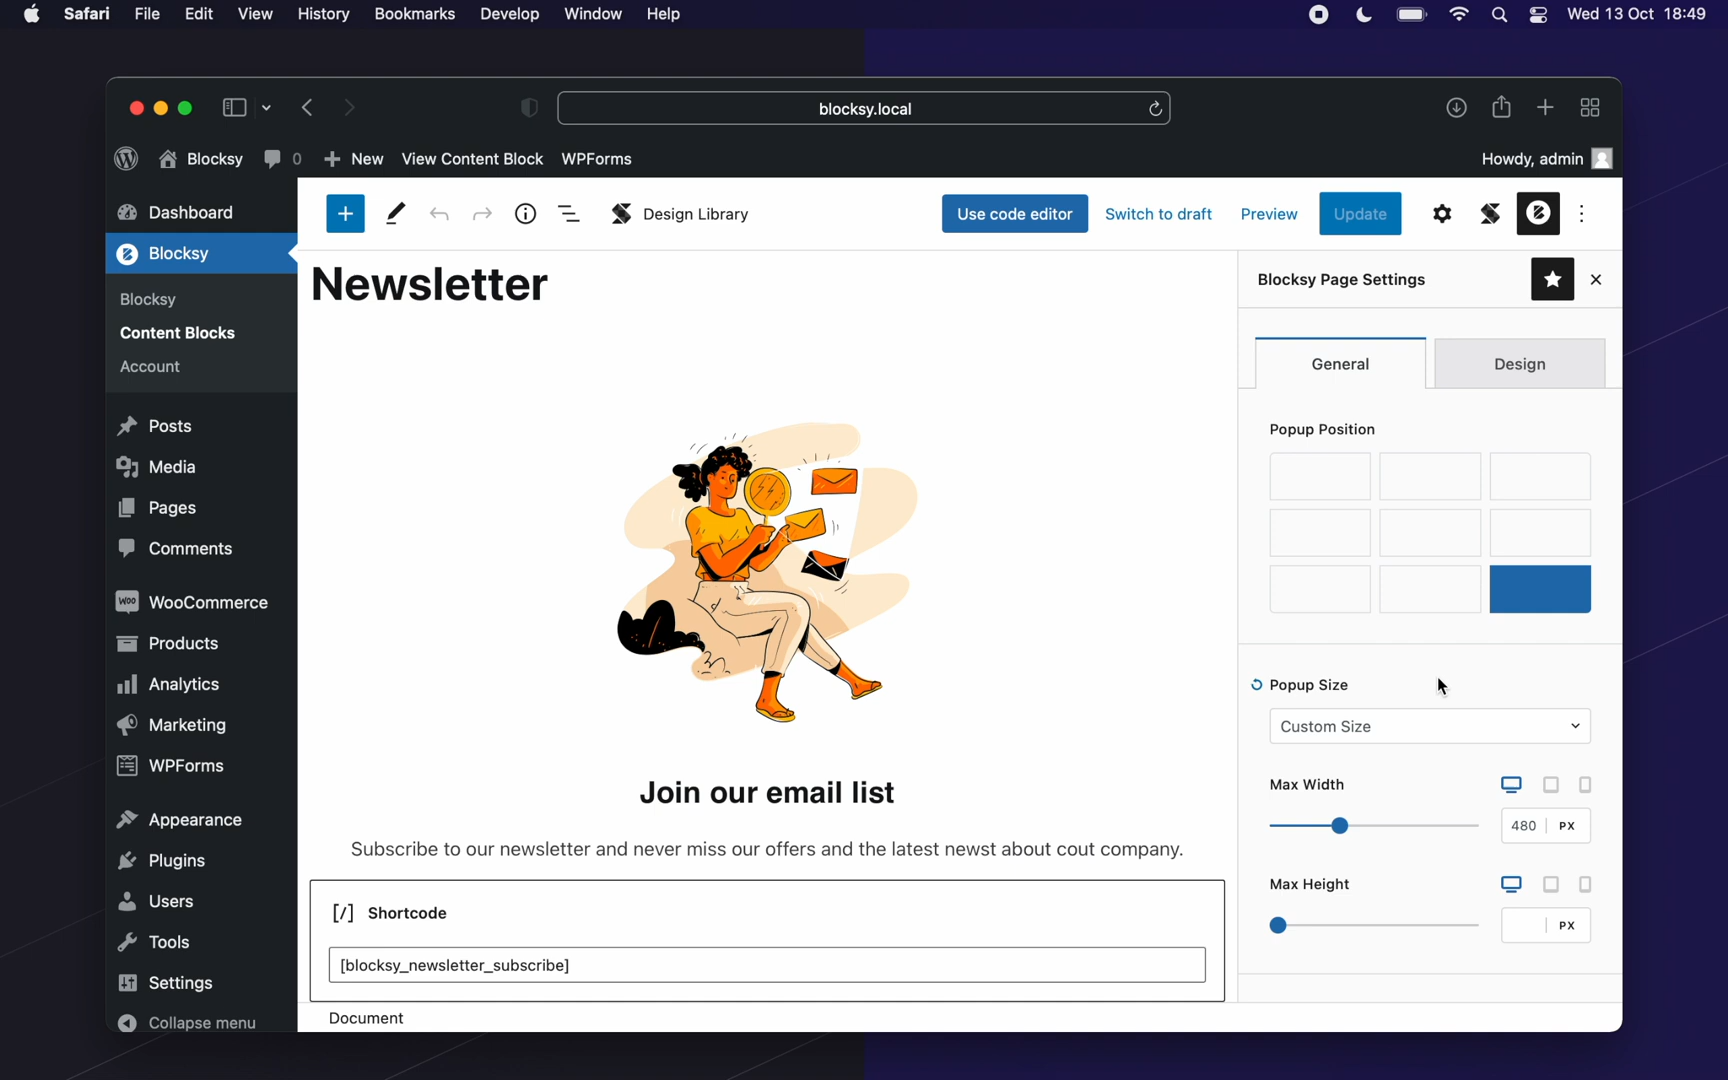 Safari File Edit View History Bookmarks Develop Window Help Wed 13 Oct 18:49
blocksy.local
Blocksy 0 New View Content Block WPForms Howdy, admin
Dashboard
Blocksy
Blocksy
Content Blocks
Account
Posts
Media
Pages
Comments
WOO WooCommerce
Products
Analytics
Marketing
WPForms
Appearance
Plugins
Users
Tools
Settings
Collapse menu
Design Library Use code editor Switch to draft Preview Update
Newsletter
Join our email list
Subscribe to our newsletter and never miss our offers and the latest newst about cout company.
[/] Shortcode
[blocksy_newsletter_subscribe]
Document
Blocksy Page Settings
General Design
Popup Position
Popup Size
Custom Size
Max Width
480 PX
Max Height
PX